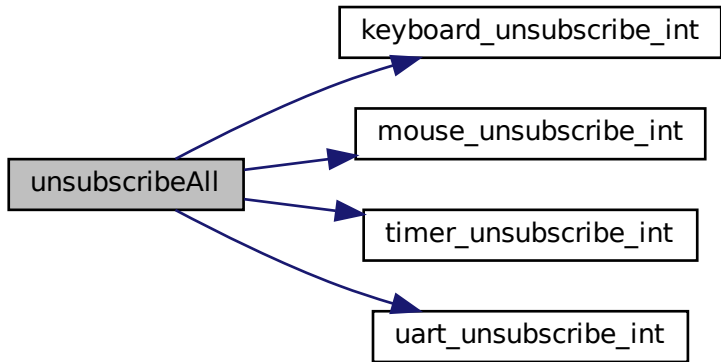 keyboard_unsubscribe_int
mouse_unsubscribe_int
unsubscribeAll
timer_unsubscribe_int
uart_unsubscribe_int